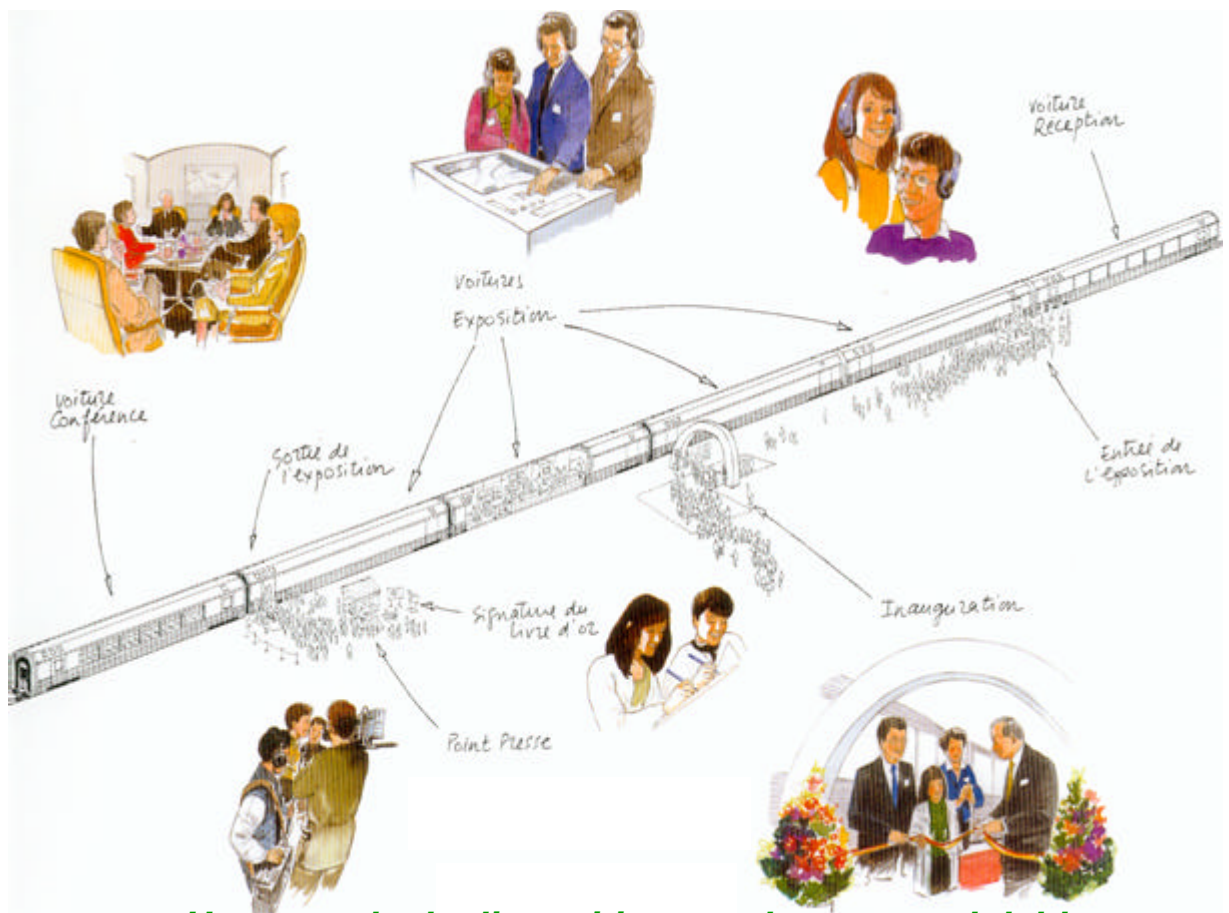 Voiture
Réception
Voitures
Exposition
Voiture
Conférence
Sortie de
l'exposition
Entrée de
l'exposition
Signature du
livre d'or
Inauguration
Point Presse